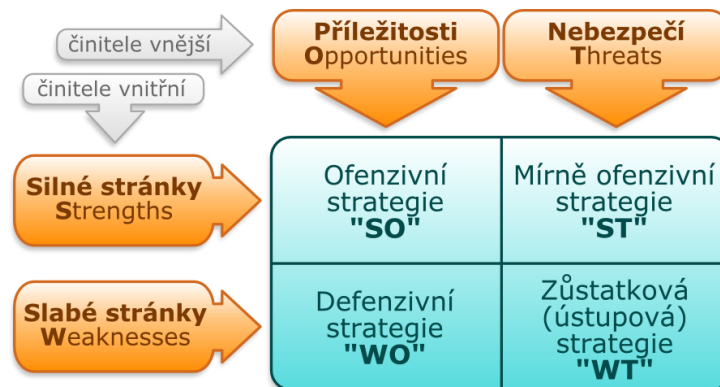 činitele vnější
Příležitosti
Opportunities
Nebezpečí
Threats
činitele vnitřní
Silné stránky
Strengths
Ofenzivní
strategie
"SO"
Mírně ofenzivní
strategie
"ST"
Slabé stránky
Weaknesses
Defenzivní
strategie
"WO"
Zůstatková
(ústupová)
strategie
"WT"